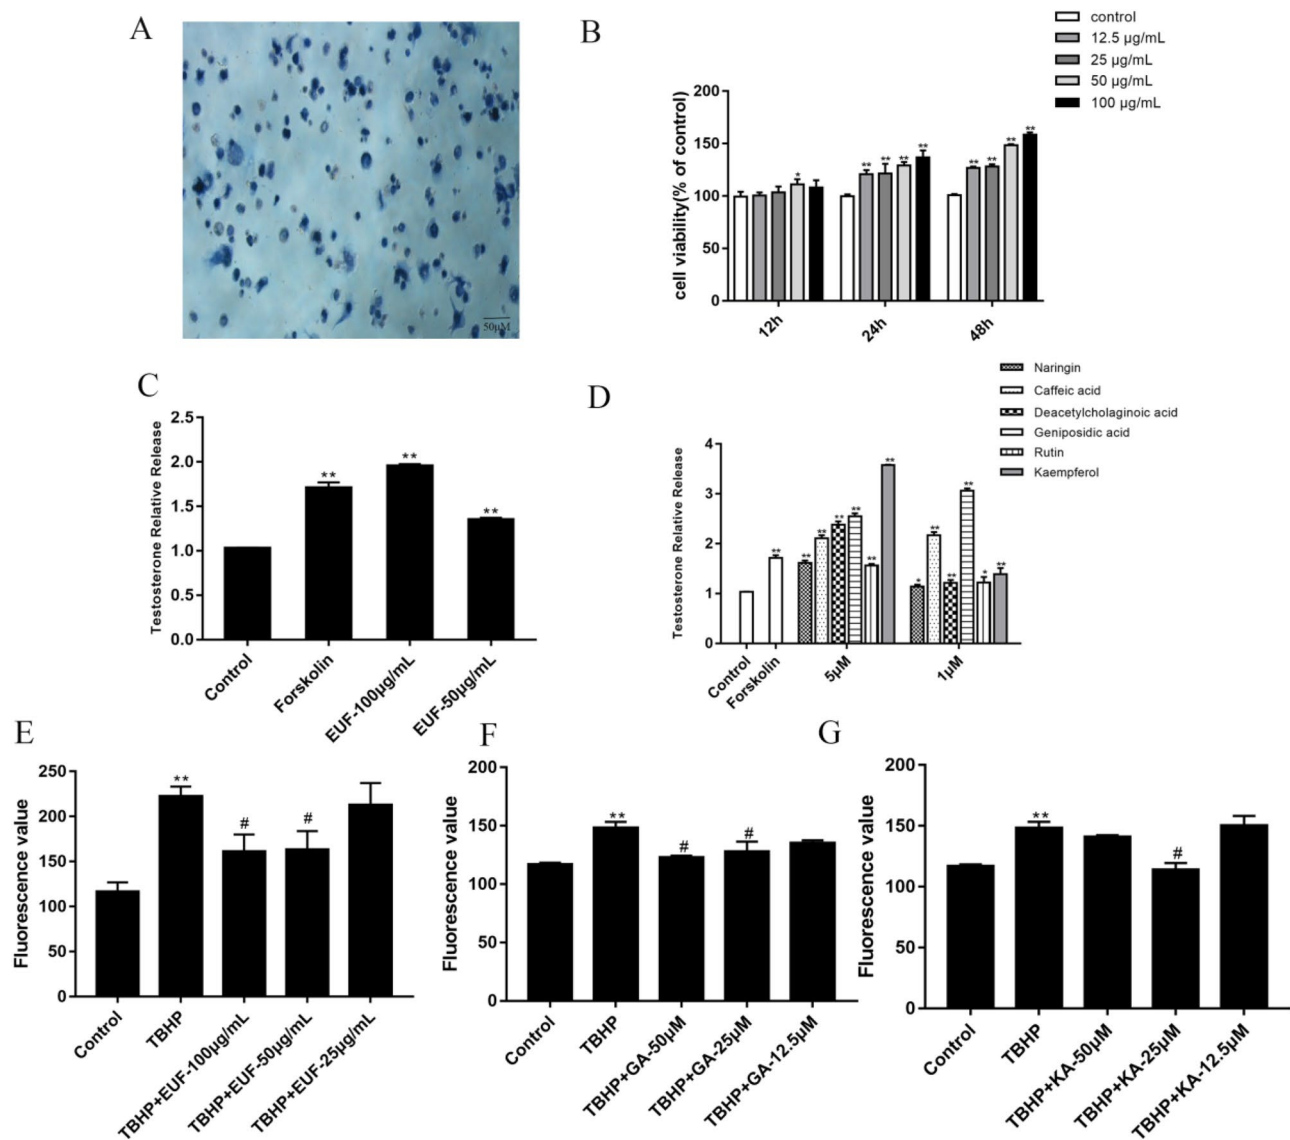 A
50μM
B
control
12.5 μg/mL
25 μg/mL
50 μg/mL
100 μg/mL
cell viability(% of control)
200
150
100
50
0
*
** ** ** **
** ** ** **
12h
24h
48h
C
Testosterone Relative Release
2.5
2.0
1.5
1.0
0.5
0.0
** ** **
Control
Forskolin
EUF-100μg/mL
EUF-50μg/mL
D
Naringin
Caffeic acid
Deacetylcholaginoic acid
Geniposidic acid
Rutin
Kaempferol
Testosterone Relative Release
4
3
2
1
0
**
** ** ** ** ** **
* ** ** ** * **
Control
Forskolin
5μM
1μM
E
Fluorescence value
250
200
150
100
50
0
** # #
Control
TBHP
TBHP+EUF-100μg/mL
TBHP+EUF-50μg/mL
TBHP+EUF-25μg/mL
F
Fluorescence value
200
150
100
50
0
** # #
Control
TBHP
TBHP+GA-50μM
TBHP+GA-25μM
TBHP+GA-12.5μM
G
Fluorescence value
200
150
100
50
0
** #
Control
TBHP
TBHP+KA-50μM
TBHP+KA-25μM
TBHP+KA-12.5μM